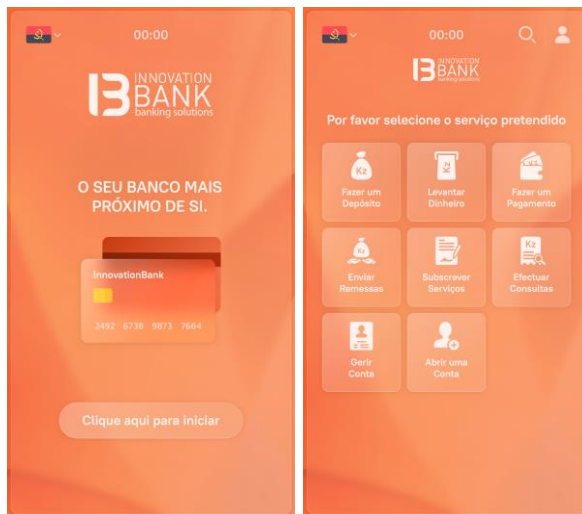 00:00
INNOVATION
BANK
banking solutions
O SEU BANCO MAIS
PRÓXIMO DE SI.
InnovationBank
2492 6738 9873 7664
Clique aqui para iniciar
00:00
INNOVATION
BANK
Por favor selecione o serviço pretendido
Kz
Fazer um
Depósito
Kz
Levantar
Dinheiro
Fazer um
Pagamento
Kz
Enviar
Remessas
Subscrever
Serviços
Kz
Efectuar
Consultas
Gerir
Conta
Abrir uma
Conta